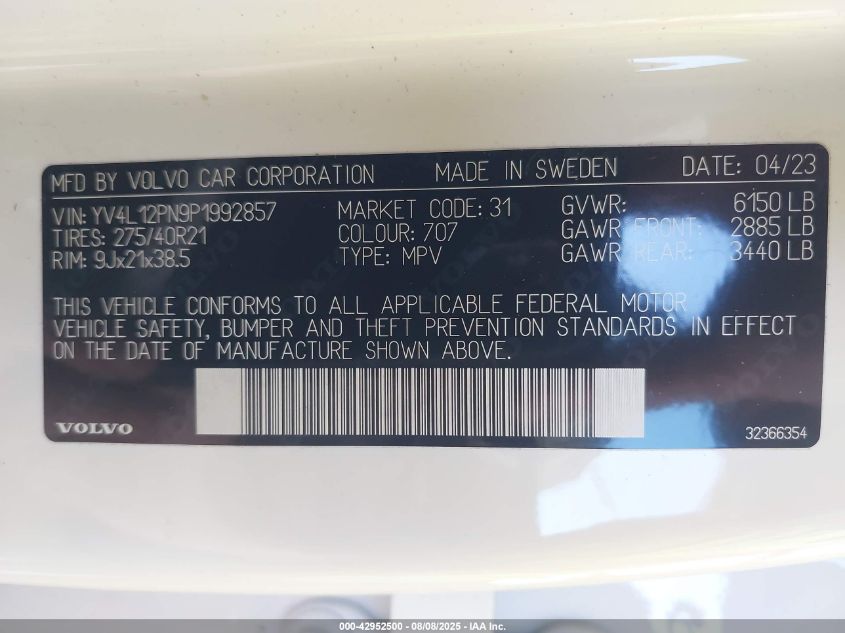 MFD BY VOLVO CAR CORPORATION MADE IN SWEDEN DATE: 04/23
VIN: YV4L12PN9P1992857 MARKET CODE: 31 GVWR: 6150 LB
TIRES: 275/40R21 COLOUR: 707 GAWR FRONT: 2885 LB
RIM: 9Jx21x38.5 TYPE: MPV GAWR REAR: 3440 LB
THIS VEHICLE CONFORMS TO ALL APPLICABLE FEDERAL MOTOR
VEHICLE SAFETY, BUMPER AND THEFT PREVENTION STANDARDS IN EFFECT
ON THE DATE OF MANUFACTURE SHOWN ABOVE.
VOLVO 32366354
000-42952500 - 08/08/2025 - IAA Inc.